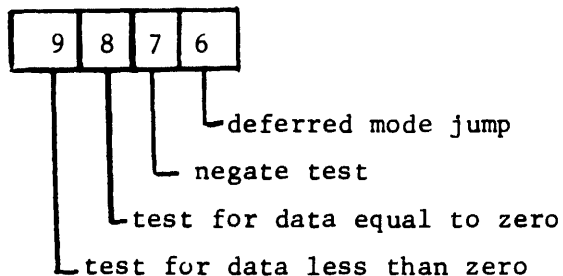 9 8 7 6
deferred mode jump
negate test
test for data equal to zero
test for data less than zero